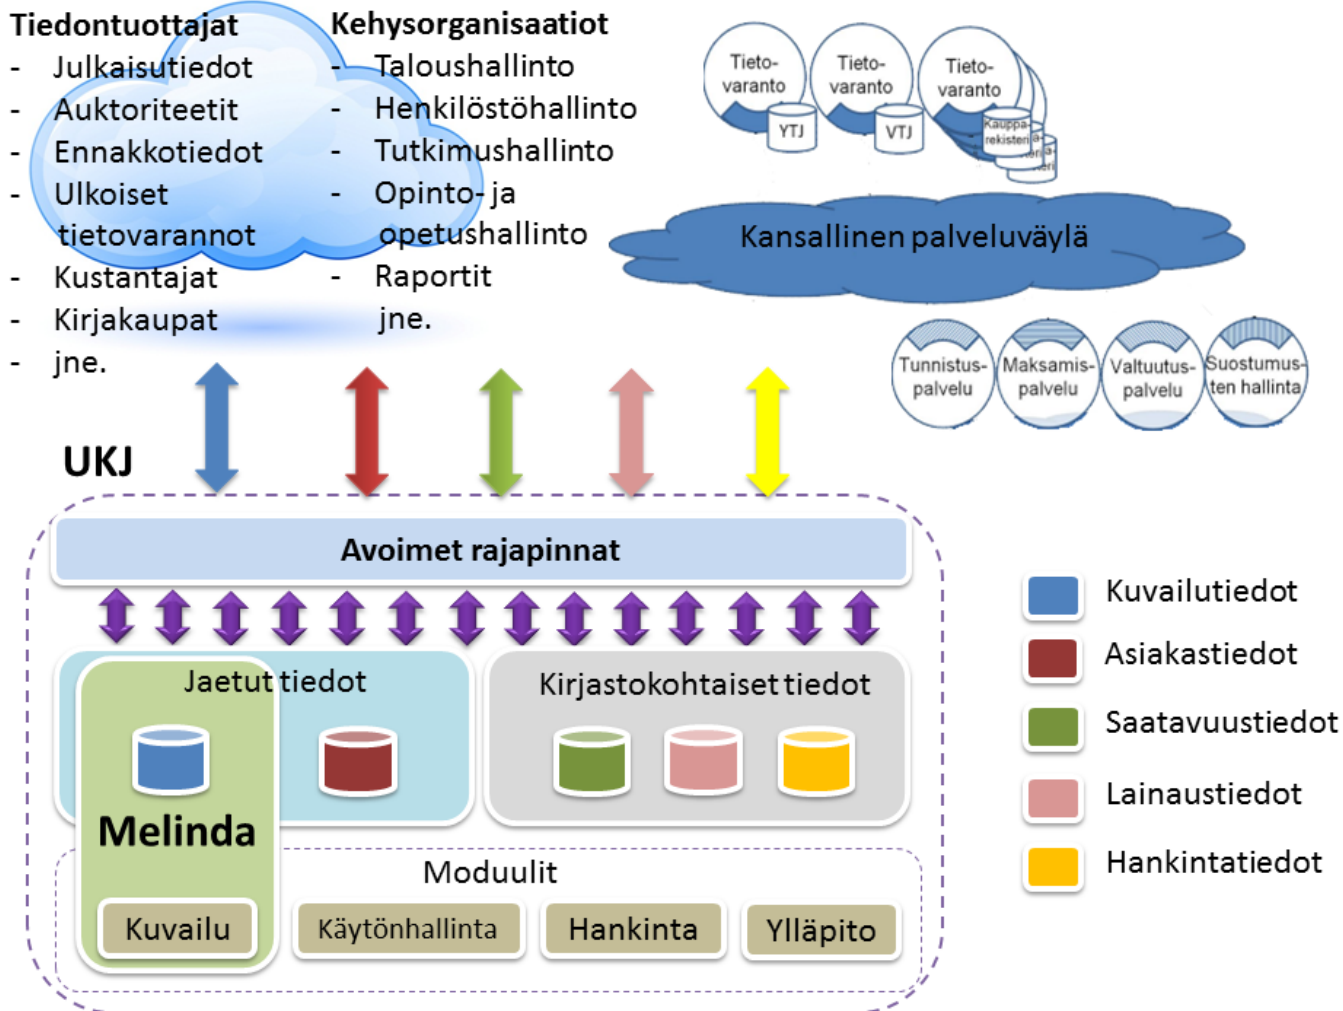 Tiedontuottajat
- Julkaisutiedot
- Auktoriteetit
- Ennakkotiedot
- Ulkoiset
tietovarannot
- Kustantajat
- Kirjakaupat
- jne.
Kehysorganisaatiot
- Taloushallinto
- Henkilöstöhallinto
- Tutkimushallinto
- Opinto- ja
opetushallinto
- Raportit
jne.
Tieto-
varanto
YTJ
Tieto-
varanto
VTJ
Tieto-
varanto
Kauppa-
rekisteri
Kansallinen palveluväylä
Tunnistus-
palvelu
Maksamis-
palvelu
Valtuutus-
palvelu
Suostumus-
ten hallinta
UKJ
Avoimet rajapinnat
Jaetut tiedot
Kirjastokohtaiset tiedot
Melinda
Moduulit
Kuvailu
Käytönhallinta
Hankinta
Ylläpito
Kuvailutiedot
Asiakastiedot
Saatavuustiedot
Lainaustiedot
Hankintatiedot